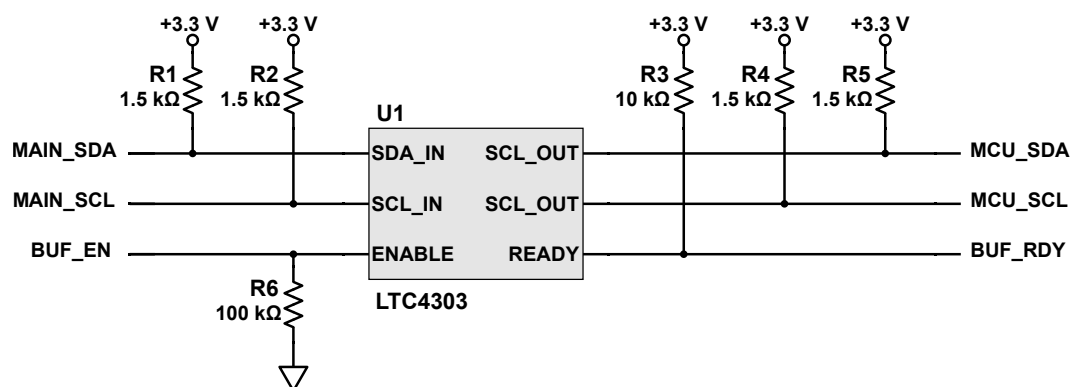 +3.3 V +3.3 V +3.3 V +3.3 V +3.3 V
R1 R2 R3 R4 R5
1.5 kΩ 1.5 kΩ 10 kΩ 1.5 kΩ 1.5 kΩ
U1
MAIN_SDA SDA_IN SCL_OUT MCU_SDA
MAIN_SCL SCL_IN SCL_OUT MCU_SCL
BUF_EN ENABLE READY BUF_RDY
R6 LTC4303
100 kΩ